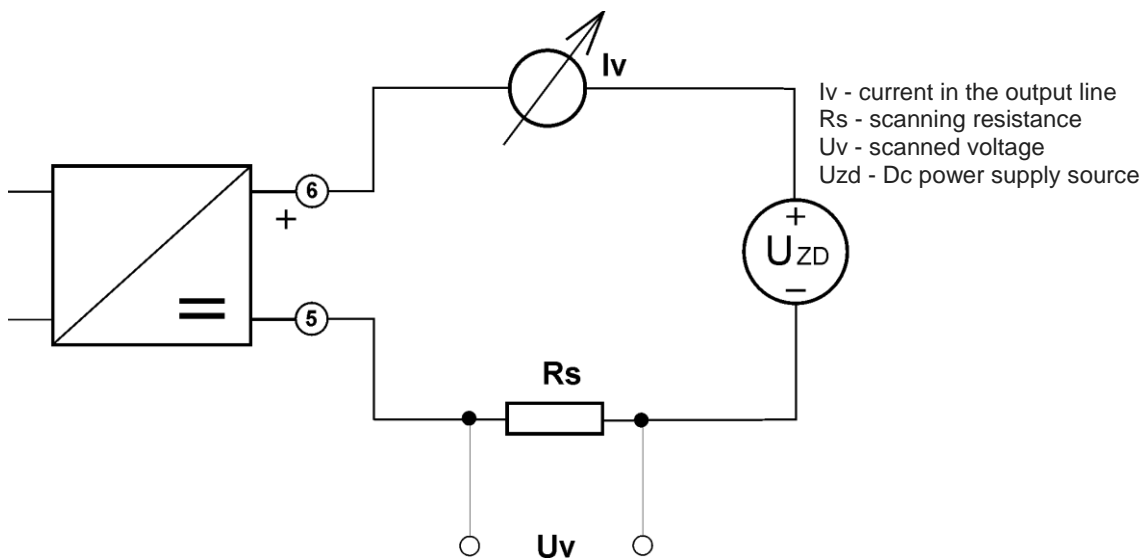 Iv
Iv - current in the output line
Rs - scanning resistance
Uv - scanned voltage
Uzd - Dc power supply source
6
+
+
UZD
−
5
Rs
Uv